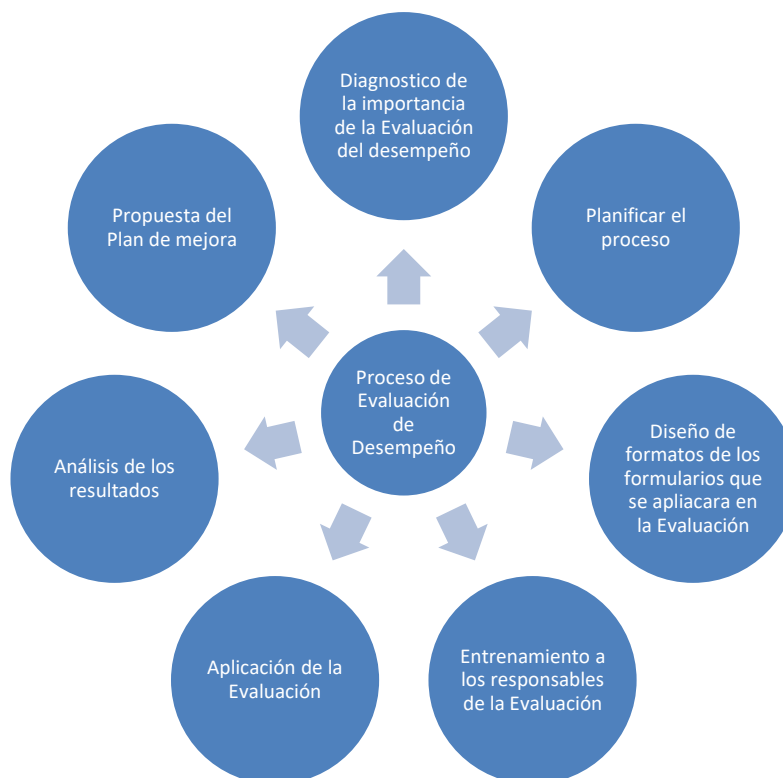 Diagnostico de
la importancia
de la Evaluación
del desempeño
Planificar el
proceso
Diseño de
formatos de los
formularios que
se apliacara en
la Evaluación
Entrenamiento a
los responsables
de la Evaluación
Aplicación de la
Evaluación
Análisis de los
resultados
Propuesta del
Plan de mejora
Proceso de
Evaluación
de
Desempeño